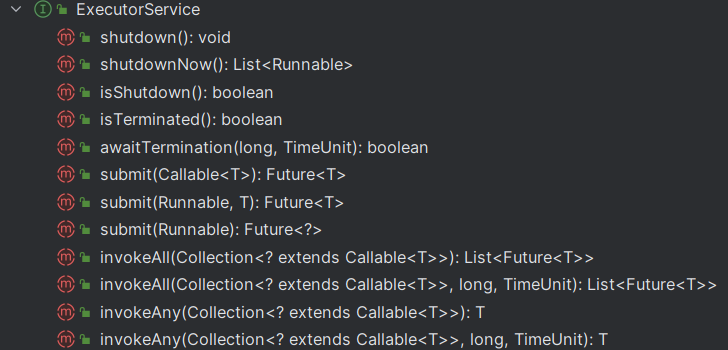 ExecutorService
shutdown(): void
shutdownNow(): List<Runnable>
isShutdown(): boolean
isTerminated(): boolean
awaitTermination(long, TimeUnit): boolean
submit(Callable<T>): Future<T>
submit(Runnable, T): Future<T>
submit(Runnable): Future<?>
invokeAll(Collection<? extends Callable<T>>): List<Future<T>>
invokeAll(Collection<? extends Callable<T>>, long, TimeUnit): List<Future<T>>
invokeAny(Collection<? extends Callable<T>>): T
invokeAny(Collection<? extends Callable<T>>, long, TimeUnit): T